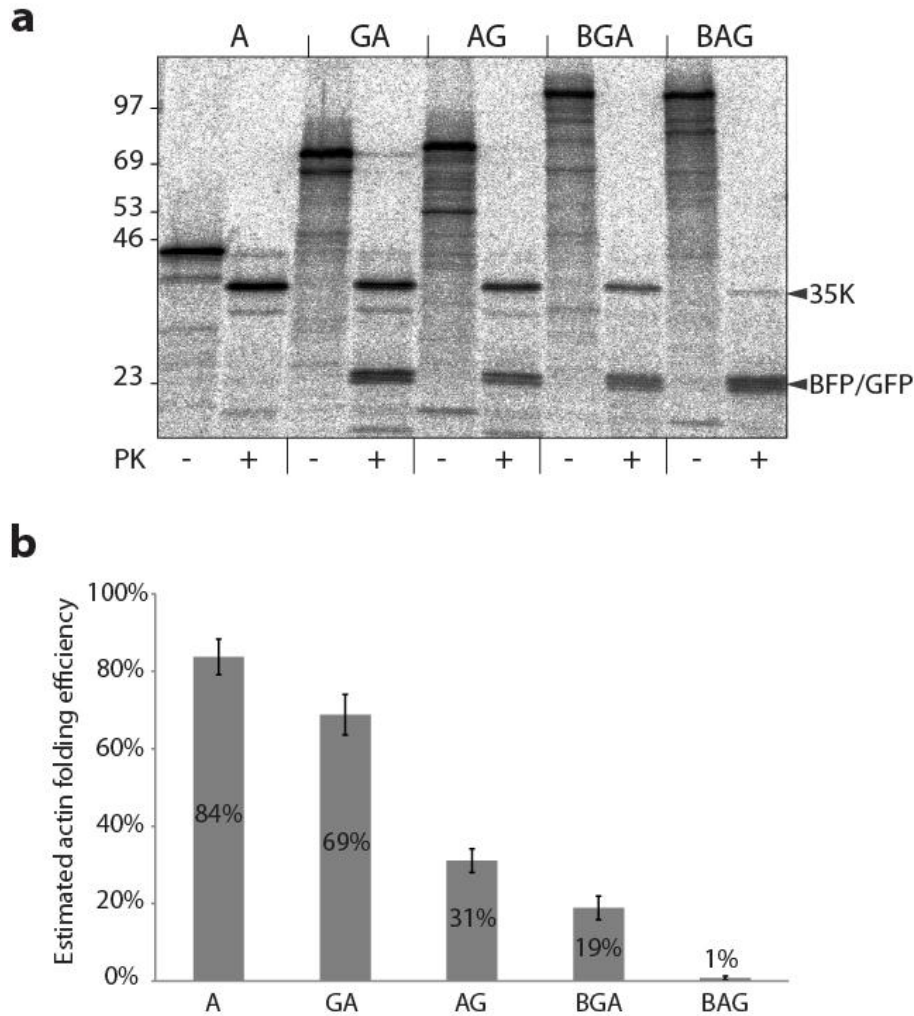 a
A GA AG BGA BAG
97
69
53
46
35K
23
BFP/GFP
PK - + - + - + - + - +
b
Estimated actin folding efficiency
100%
80%
60%
40%
20%
0%
84%
69%
31%
19%
1%
A GA AG BGA BAG